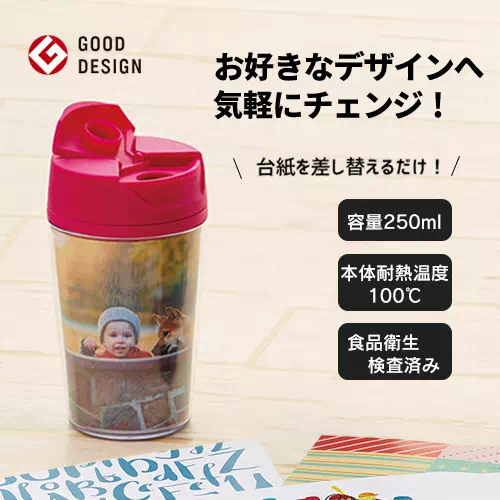 GOOD
DESIGN
お好きなデザインへ
気軽にチェンジ！
\ 台紙を差し替えるだけ！ /
容量250ml
本体耐熱温度
100℃
食品衛生
検査済み